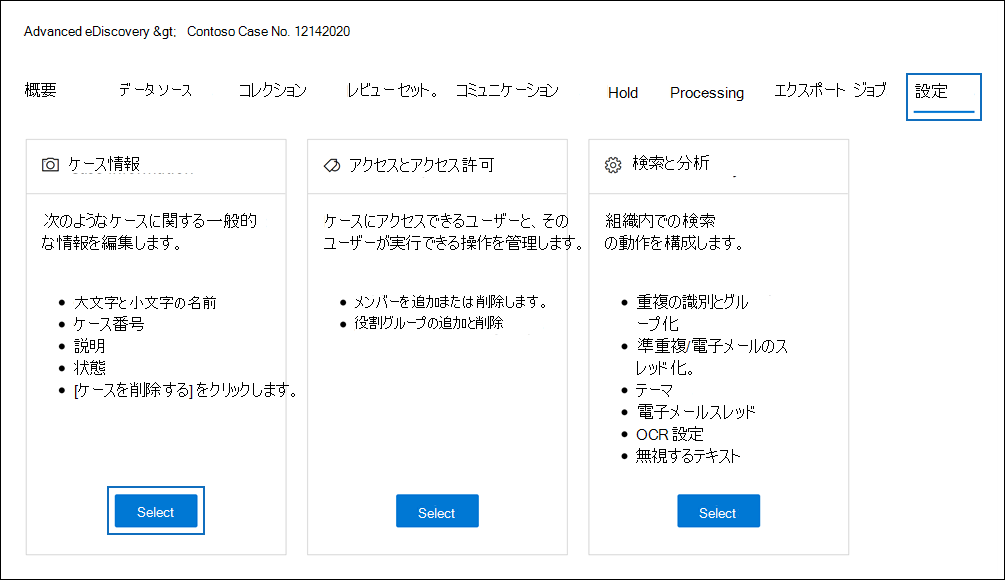 Advanced eDiscovery &gt; Contoso Case No. 12142020
概要 データ ソース コレクション レビュー セット。 コミュニケーション Hold Processing エクスポート ジョブ 設定
ケース情報
次のようなケースに関する一般的
な情報を編集します。
• 大文字と小文字の名前
• ケース番号
• 説明
• 状態
• [ケースを削除する] をクリックします。
Select
アクセスとアクセス許可
ケースにアクセスできるユーザーと、その
ユーザーが実行できる操作を管理します。
• メンバーを追加または削除します。
• 役割グループの追加と削除
Select
検索と分析
組織内での検索
の動作を構成します。
• 重複の識別とグル
ープ化
• 準重複/電子メールのス
レッド化。
• テーマ
• 電子メールスレッド
• OCR 設定
• 無視するテキスト
Select